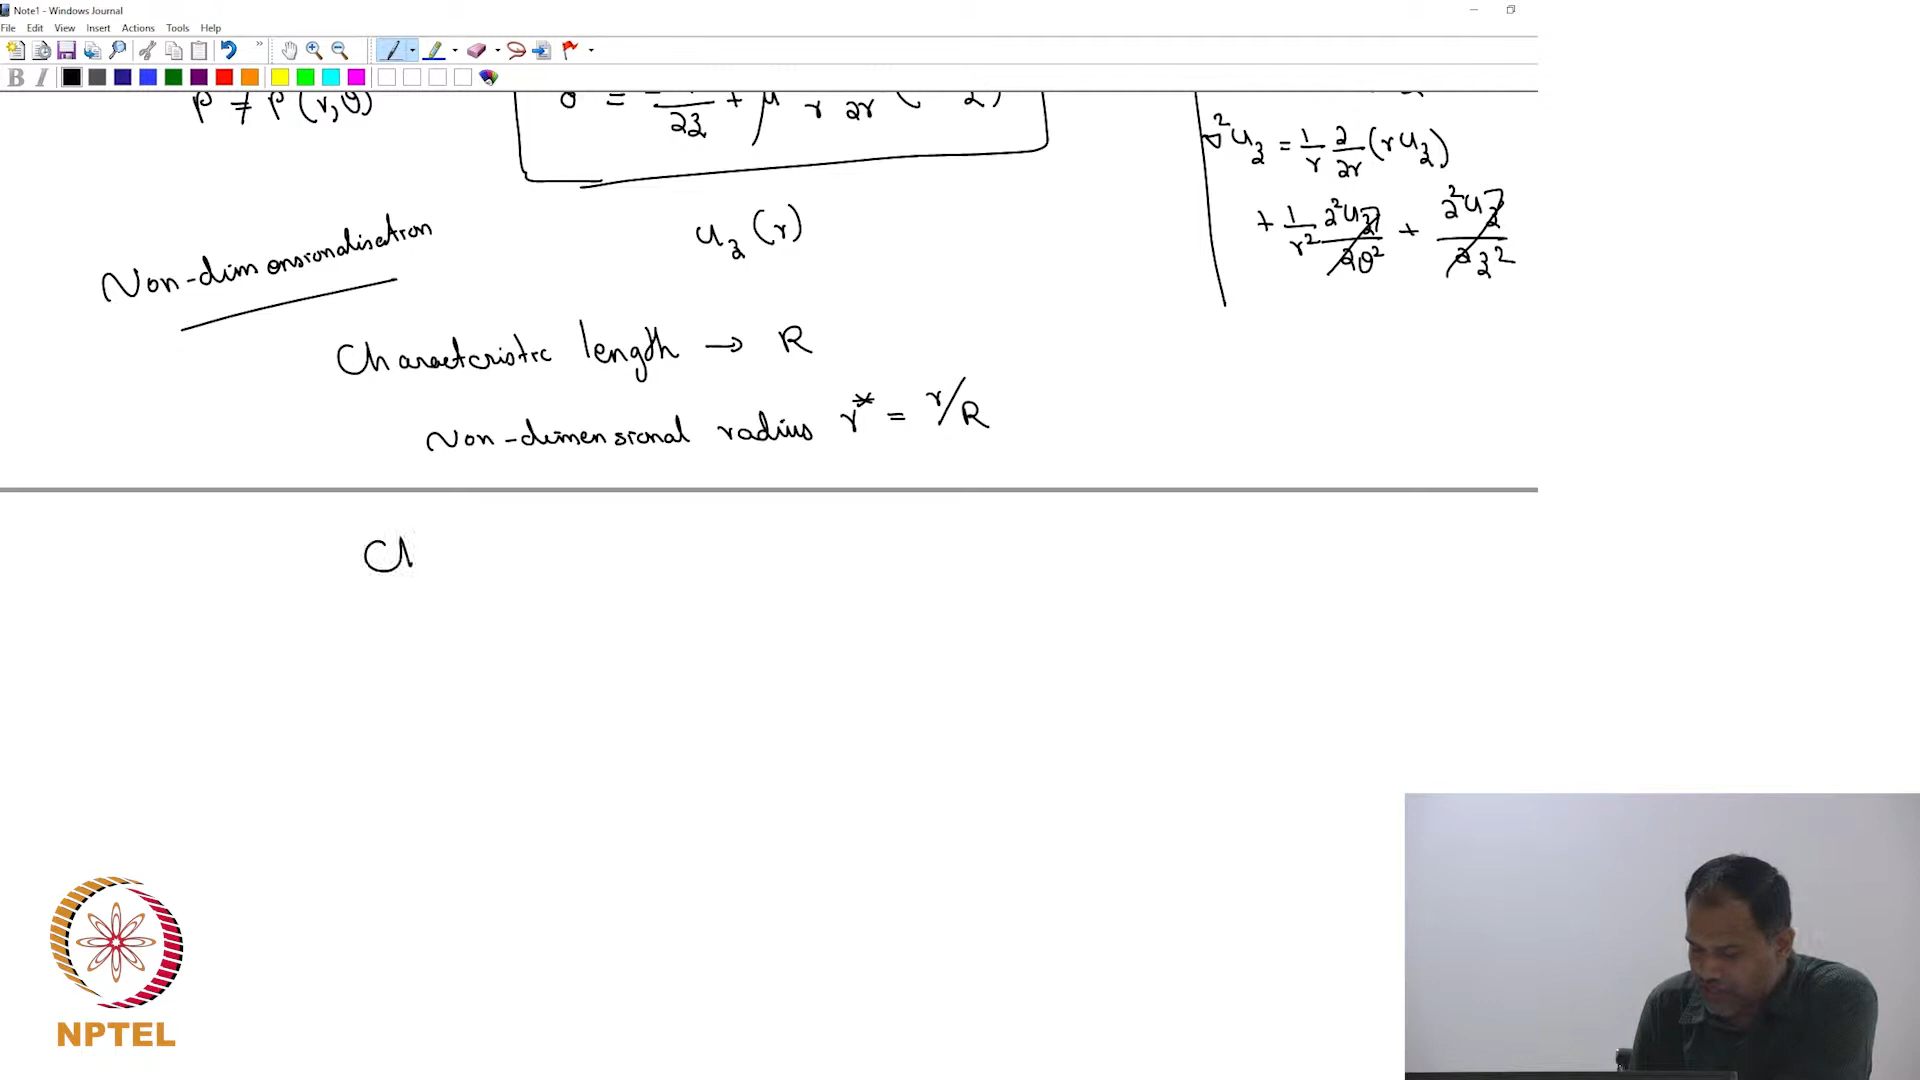 Note1 - Windows Journal
File Edit View Insert Actions Tools Help
B I
P ≠ P (r,θ)
0 = ∂z + μ r ∂r ( z)
∇²u_z = 1/r ∂/∂r (r u_z)
+ 1/r² ∂²u_z/∂θ² + ∂²u_z/∂z²
u_z (r)
Non-dimensionalisation
Characteristic length → R
Non-dimensional radius r* = r/R
Ch
NPTEL